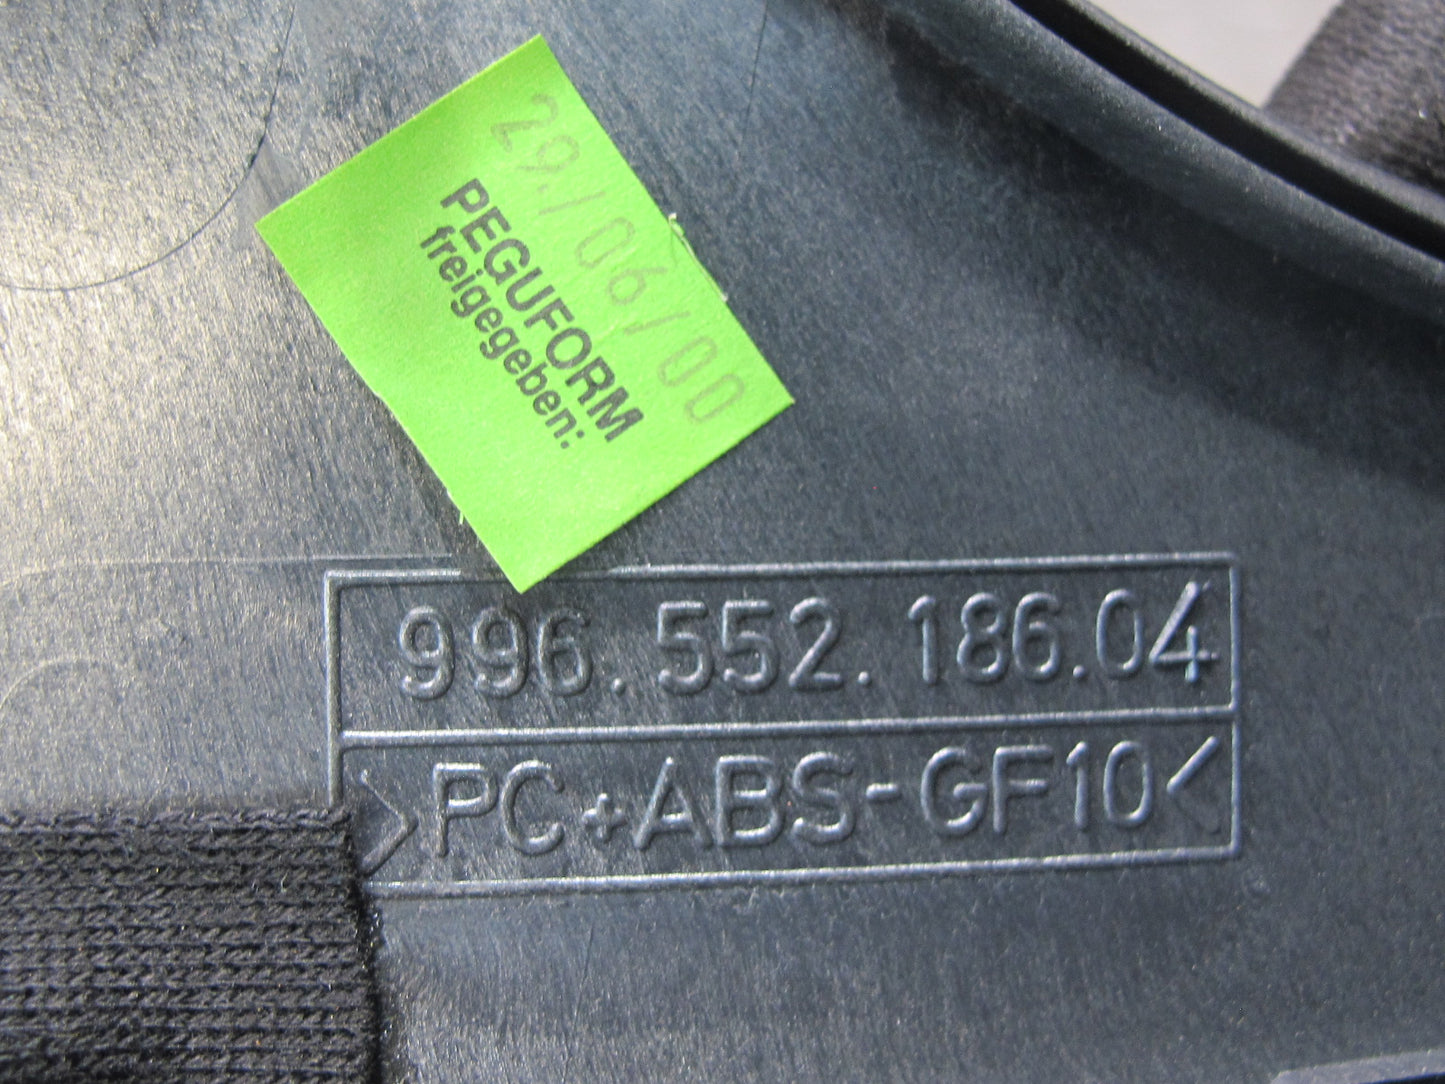 29./06/00
PEGUFORM
freigegeben:
996.552.186.04
>PC+ABS-GF10<